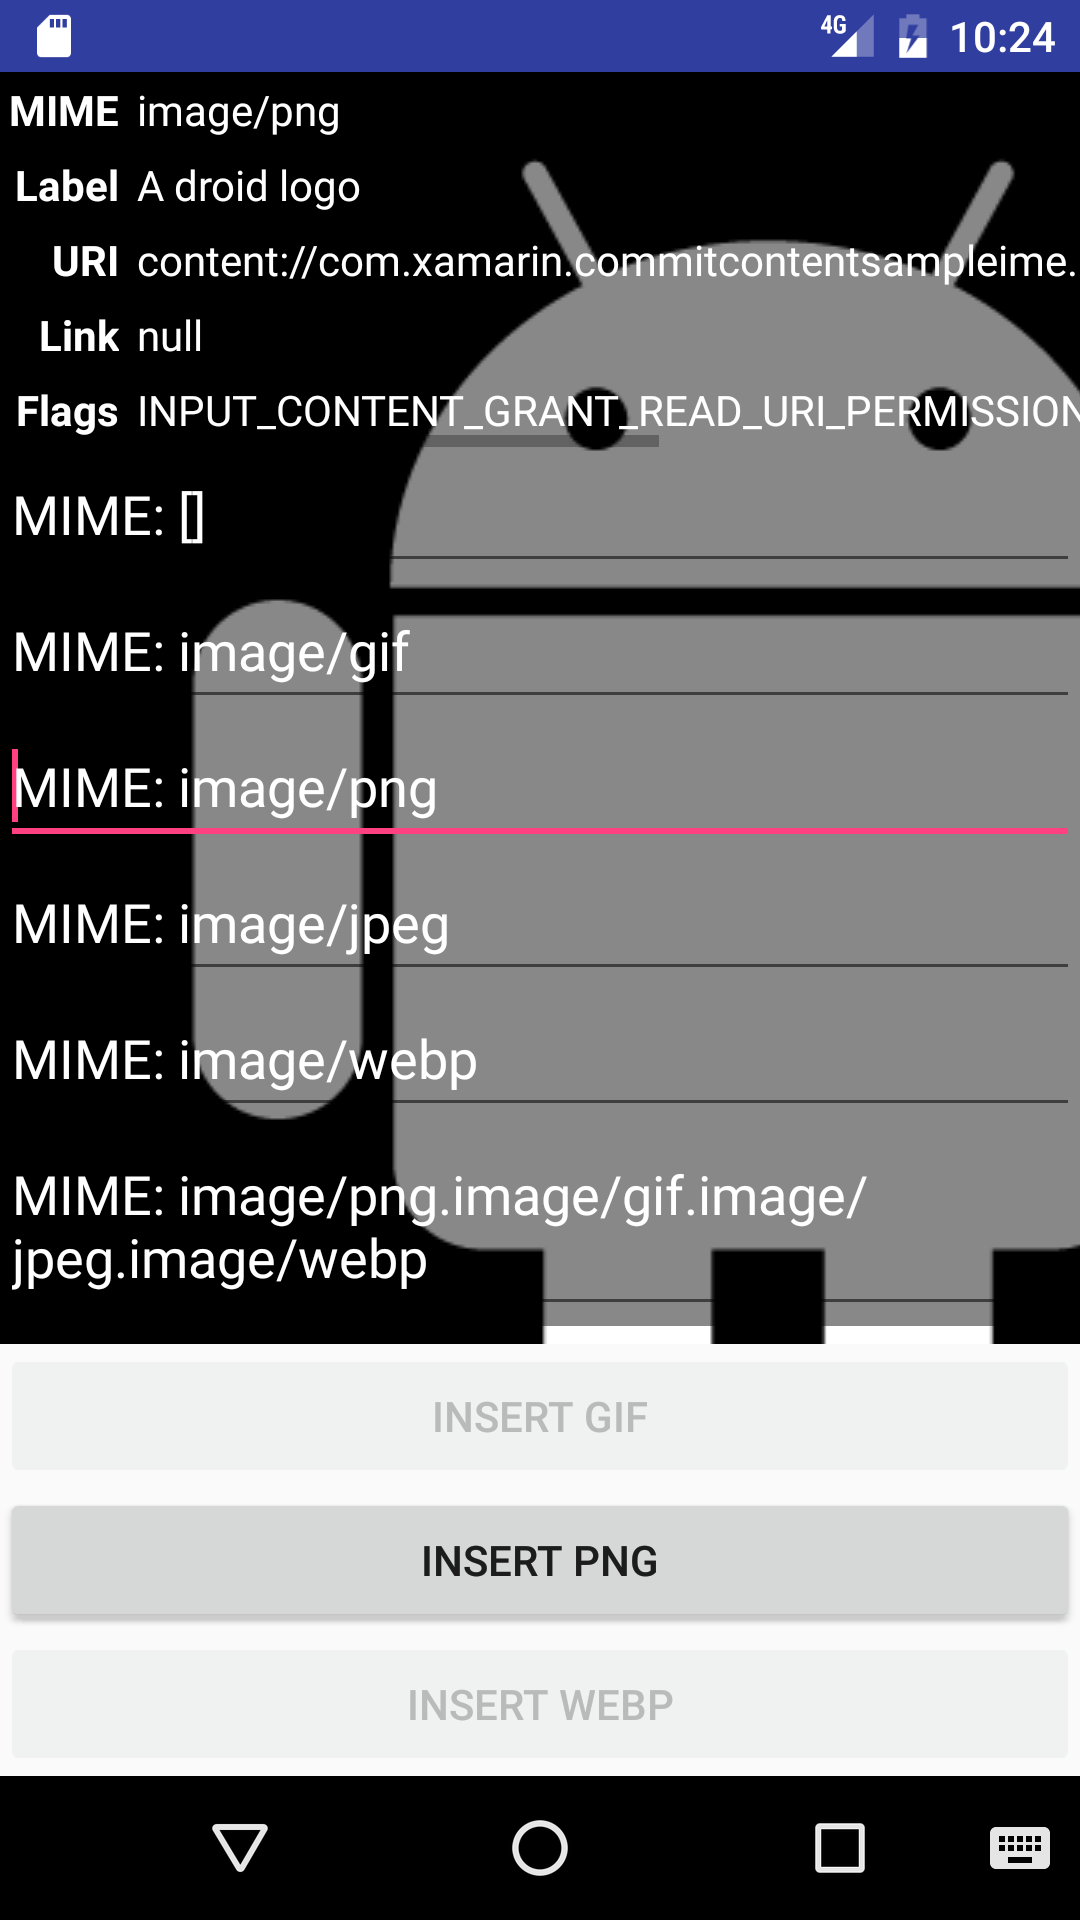 4G 10:24
MIME image/png
Label A droid logo
URI content://com.xamarin.commitcontentsampleime.
Link null
Flags INPUT_CONTENT_GRANT_READ_URI_PERMISSION
MIME: []
MIME: image/gif
MIME: image/png
MIME: image/jpeg
MIME: image/webp
MIME: image/png.image/gif.image/
jpeg.image/webp
INSERT GIF
INSERT PNG
INSERT WEBP